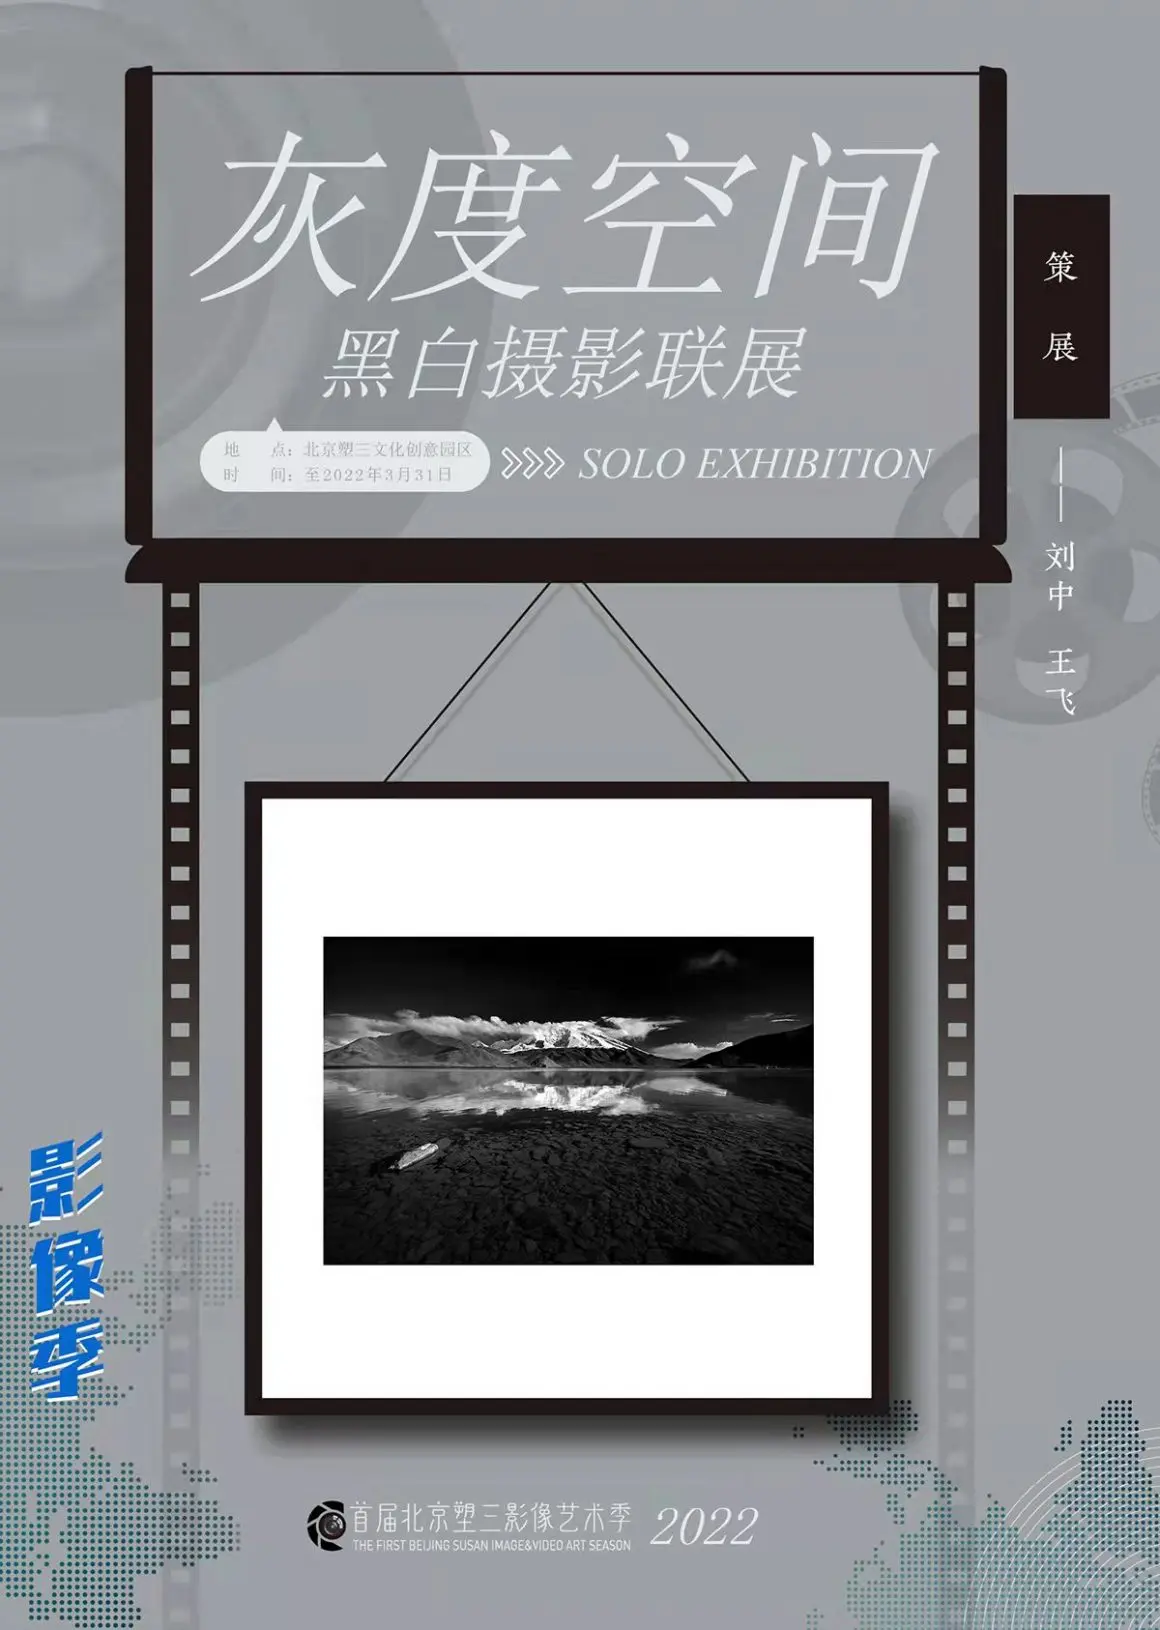 灰度空间
黑白摄影联展
地 点：北京塑三文化创意园区
时 间：至2022年3月31日
SOLO EXHIBITION
策展
——刘中 王飞
影像季
首届北京塑三影像艺术季
THE FIRST BEIJING SUSAN IMAGE&VIDEO ART SEASON
2022